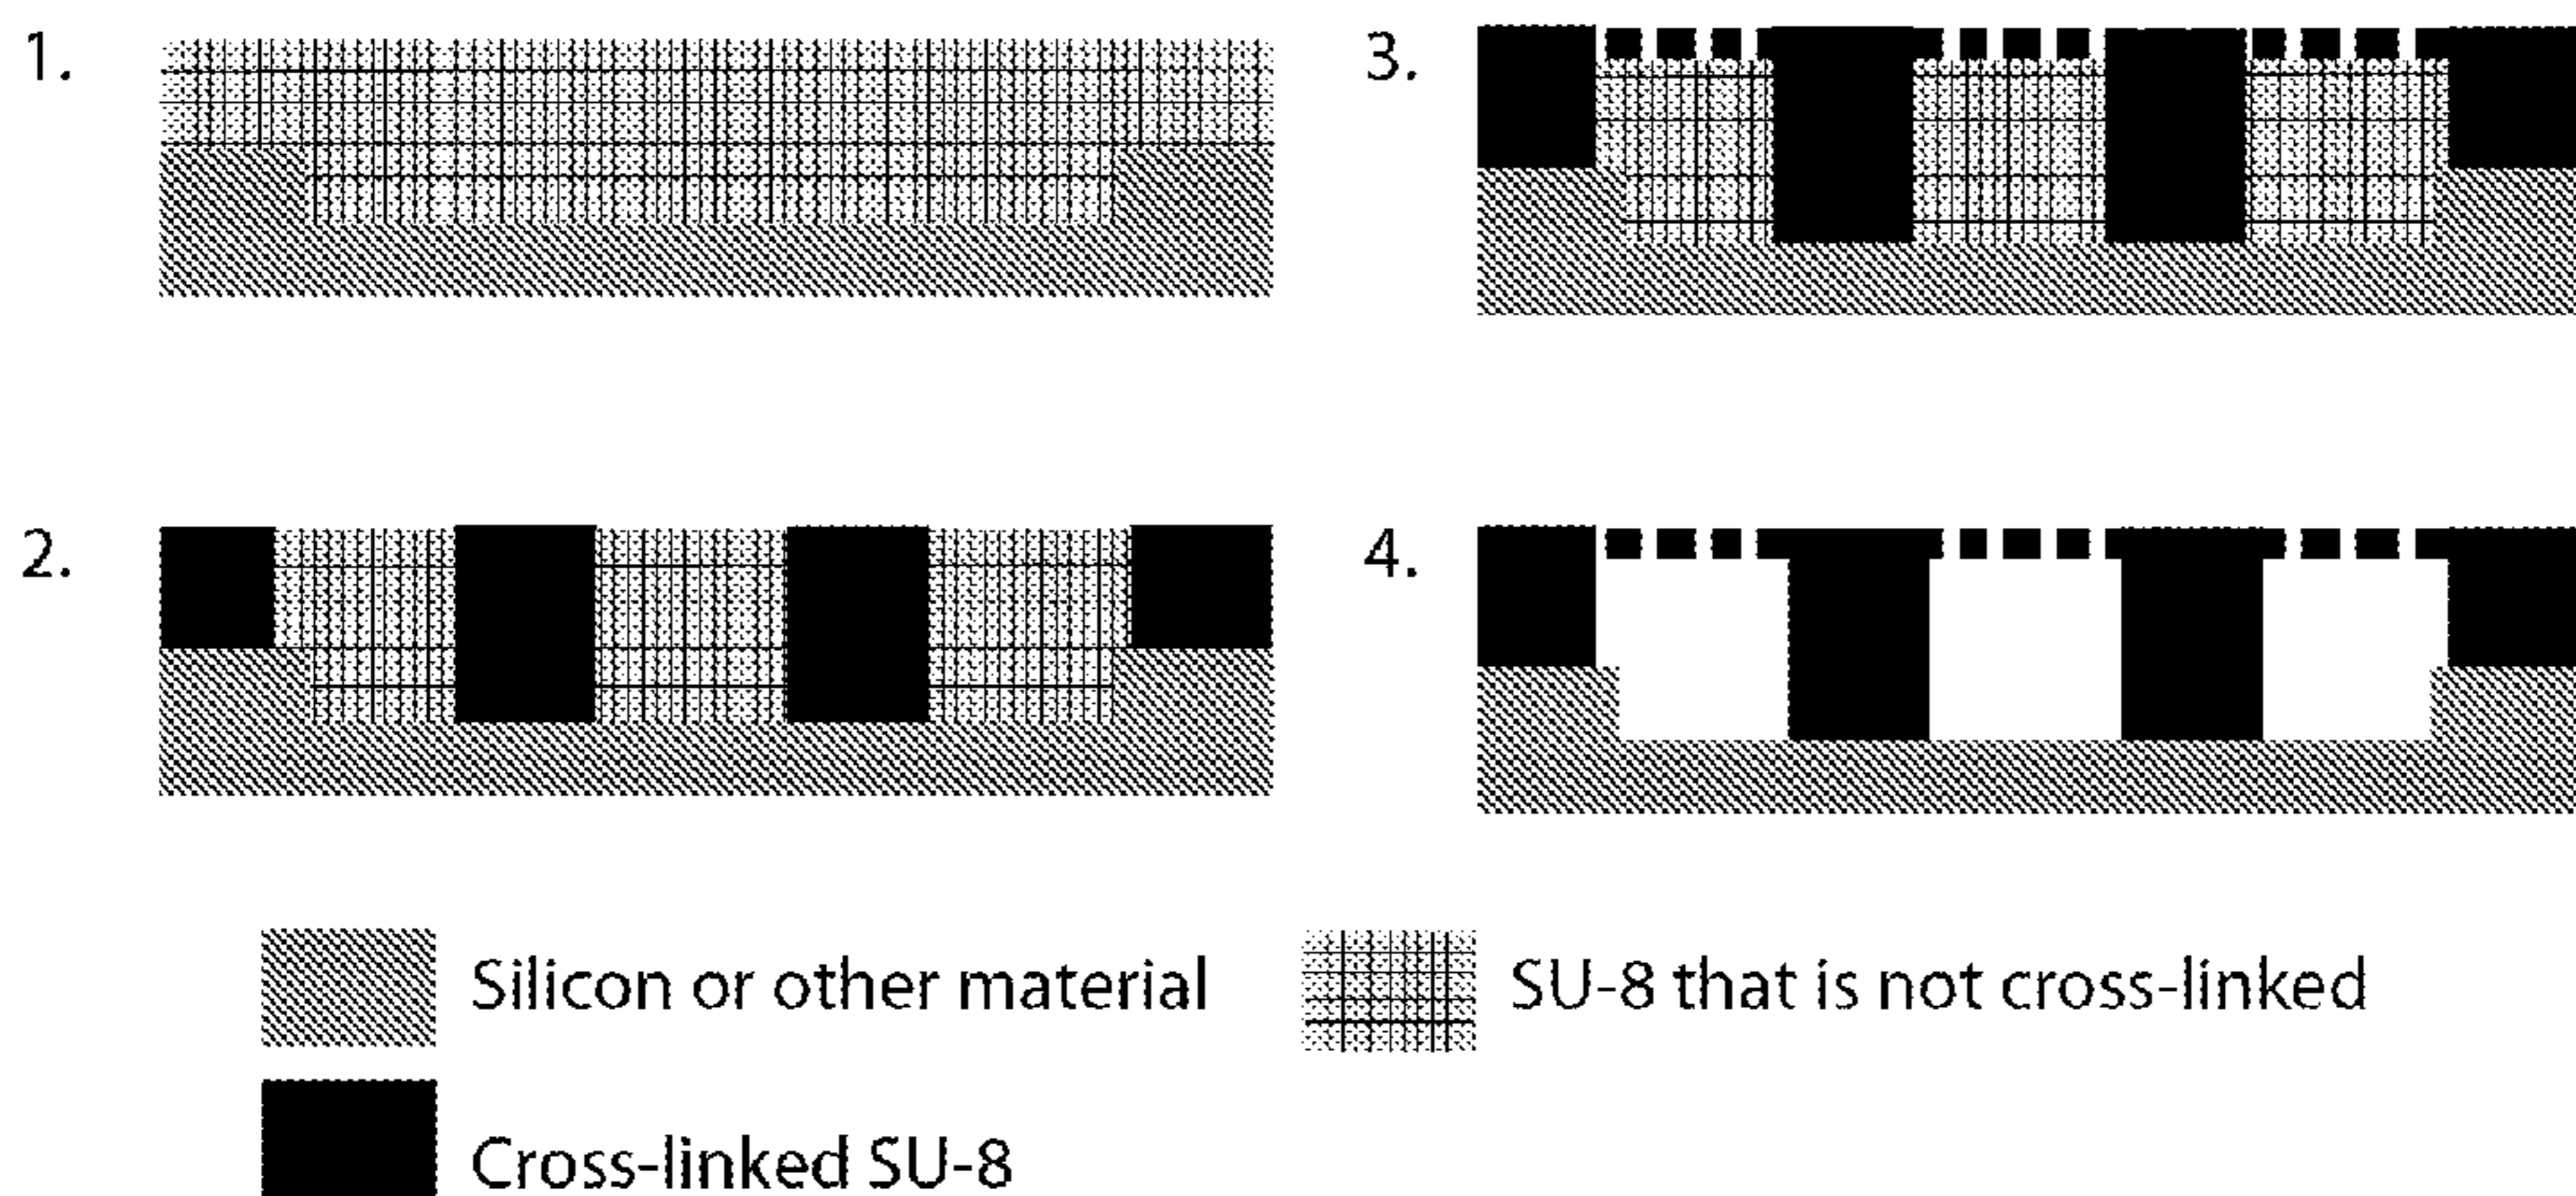 1.
3.
2.
4.
Silicon or other material
SU-8 that is not cross-linked
Cross-linked SU-8